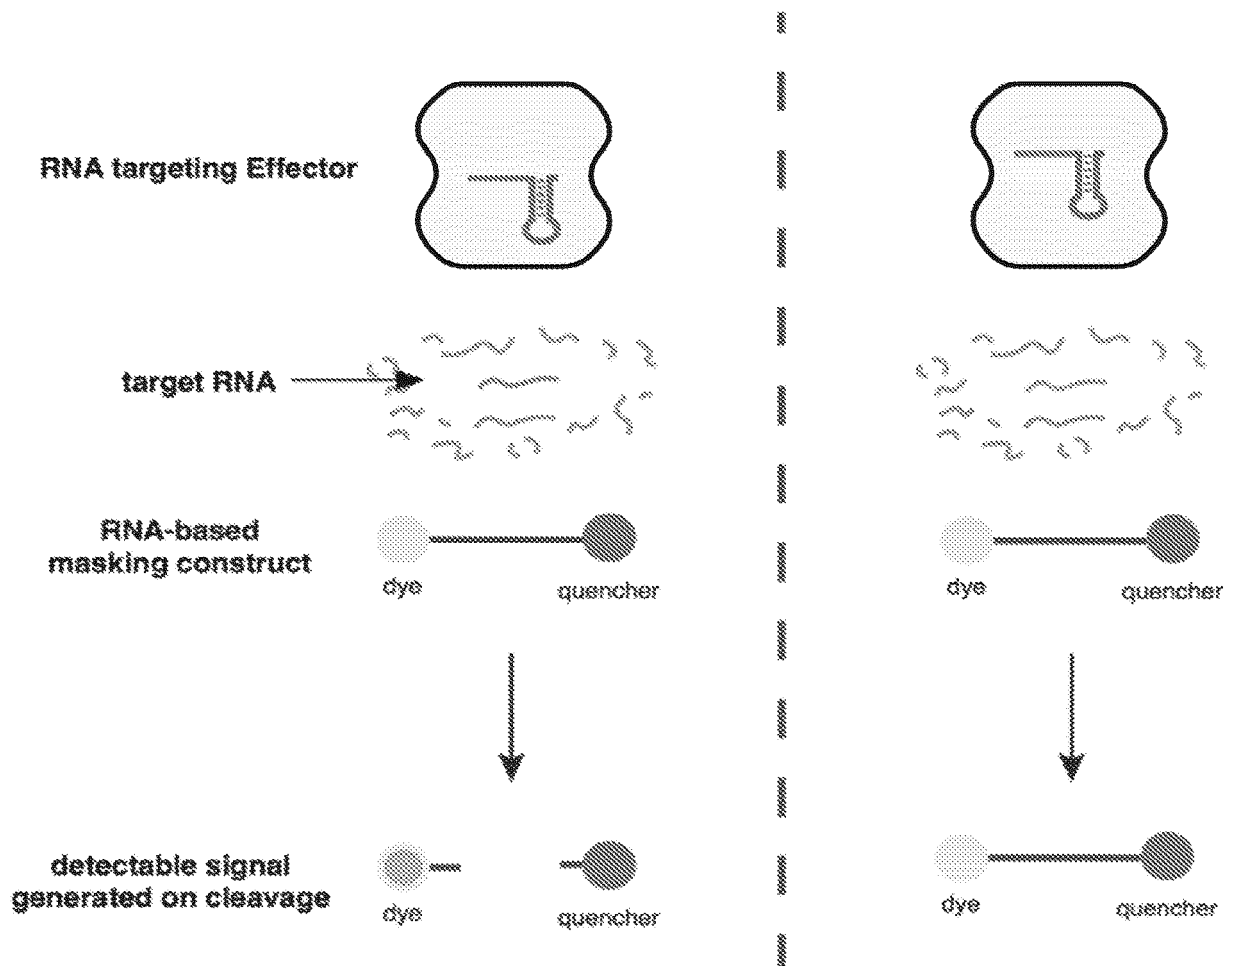 RNA targeting Effector
target RNA
RNA-based
masking construct
dye
quencher
dye
quencher
detectable signal
generated on cleavage
dye
quencher
dye
quencher